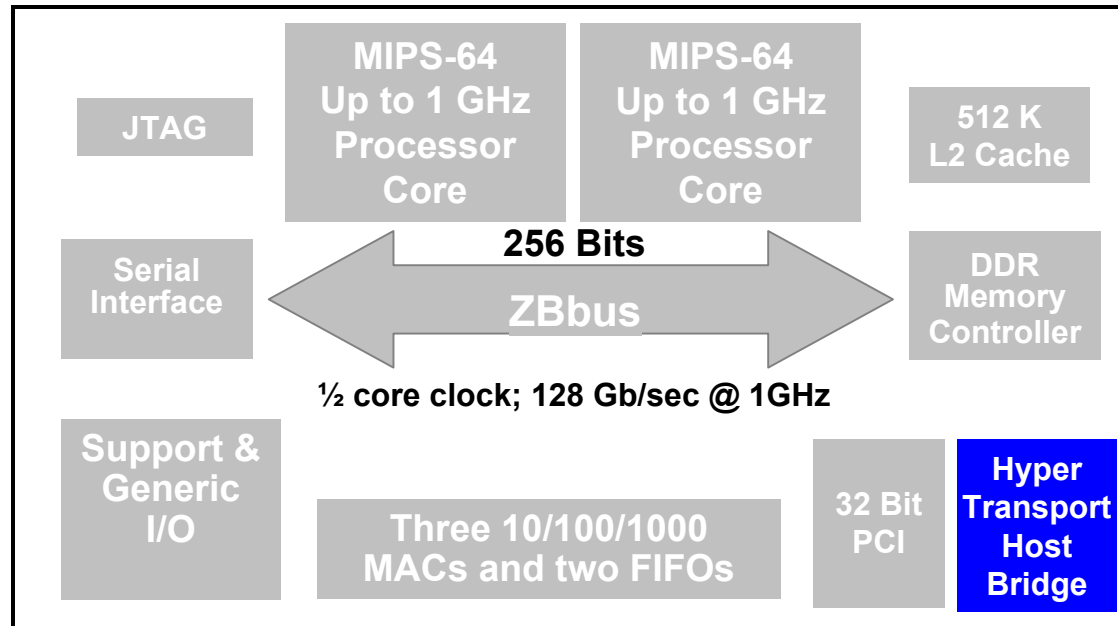 MIPS-64
Up to 1 GHz
Processor
Core
MIPS-64
Up to 1 GHz
Processor
Core
JTAG
512 K
L2 Cache
256 Bits
Serial
Interface
ZBbus
DDR
Memory
Controller
½ core clock; 128 Gb/sec @ 1GHz
Support &
Generic
I/O
Three 10/100/1000
MACs and two FIFOs
32 Bit
PCI
Hyper
Transport
Host
Bridge